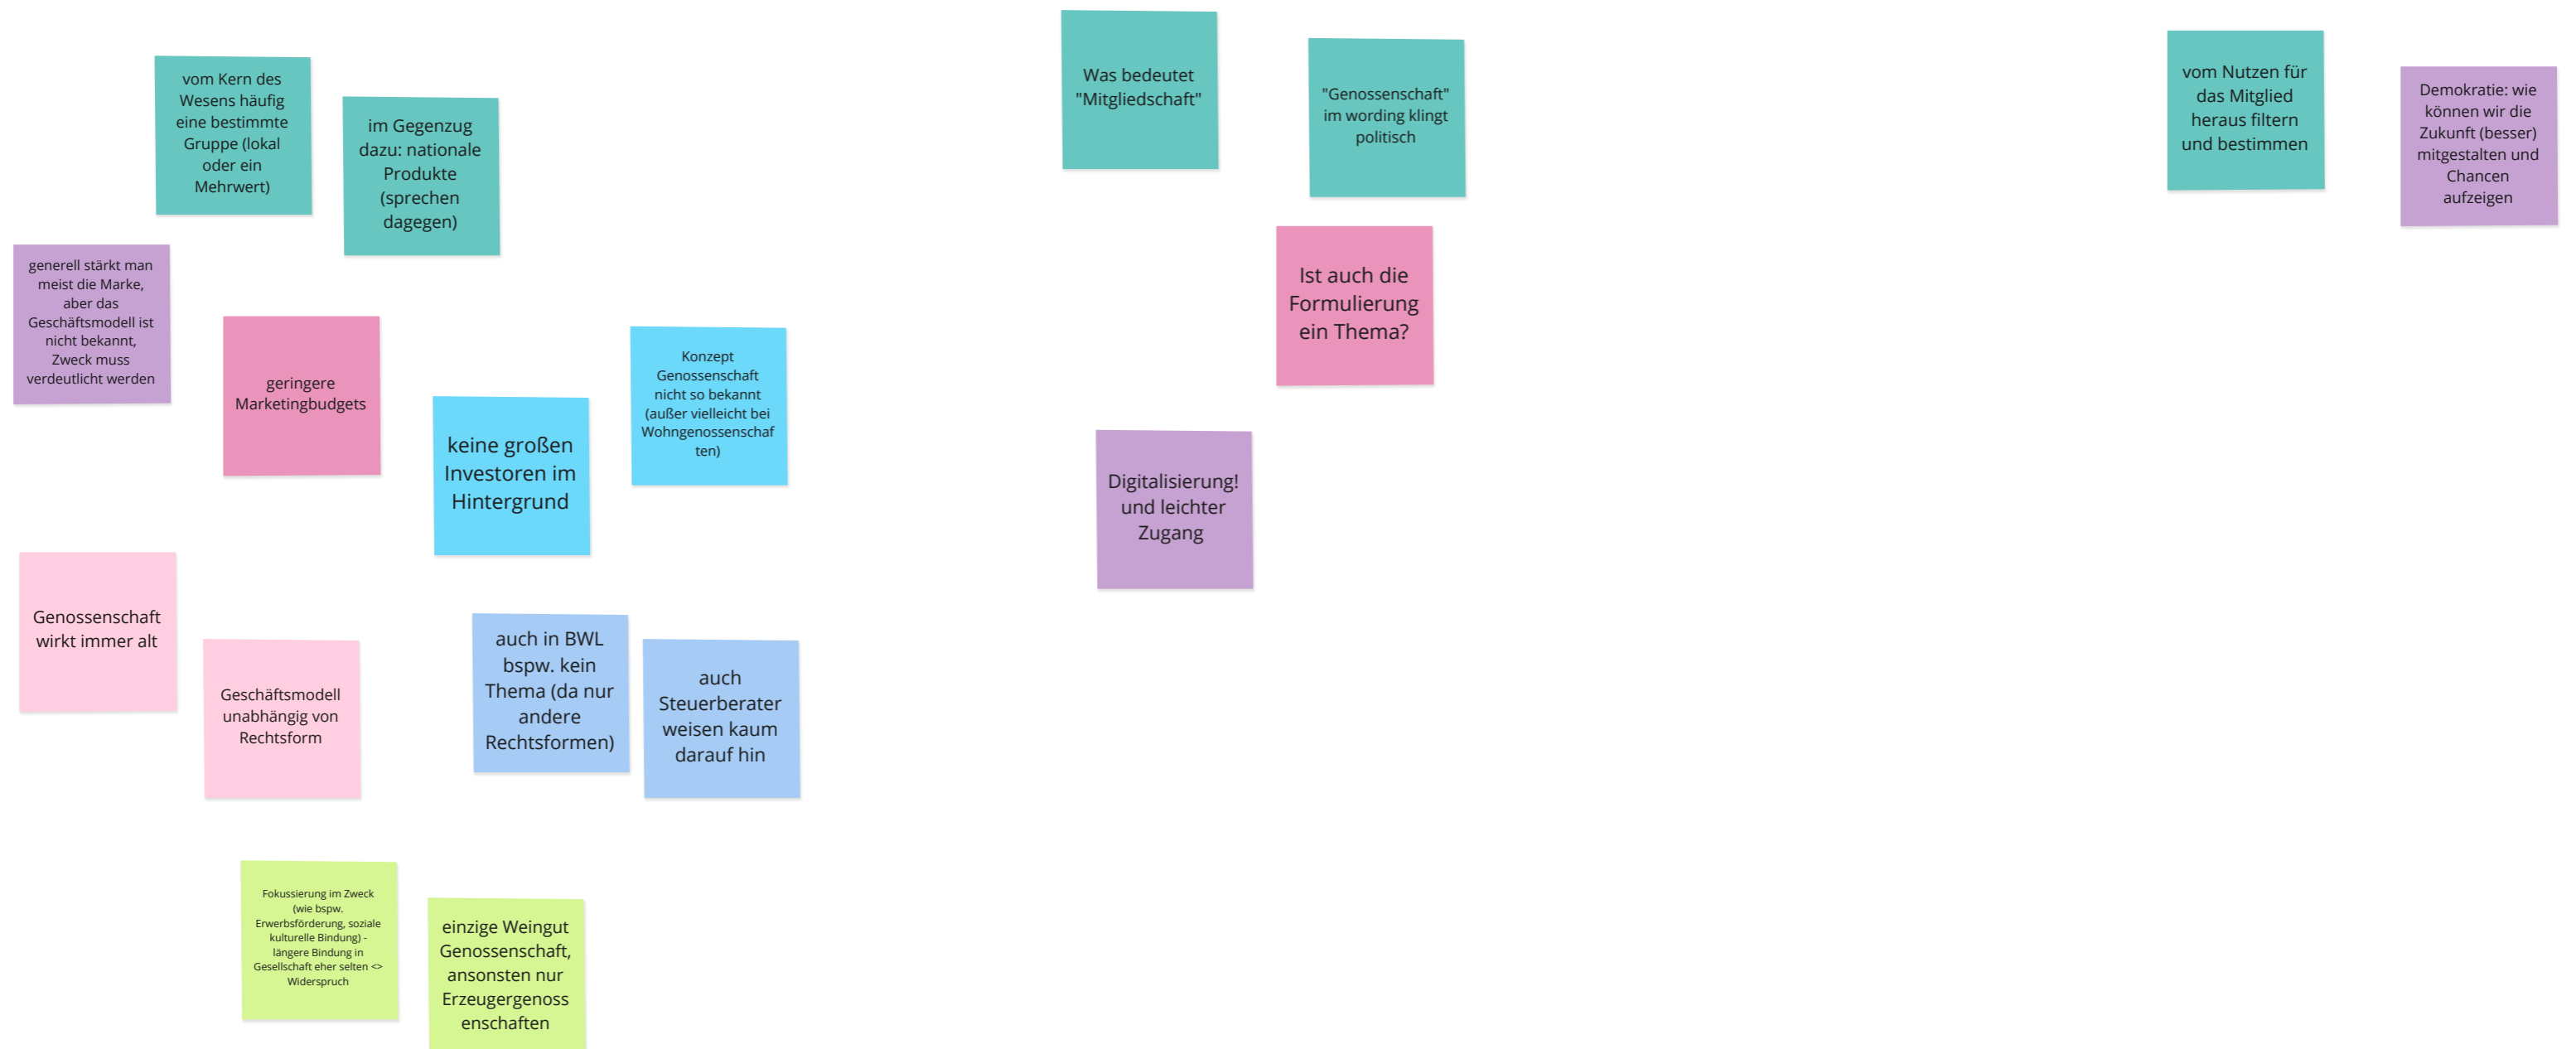 vom Kern des
Wesens häufig
eine bestimmte
Gruppe (lokal
oder ein
Mehrwert)
im Gegenzug
dazu: nationale
Produkte
(sprechen
dagegen)
generell stärkt man
meist die Marke,
aber das
Geschäftsmodell ist
nicht bekannt,
Zweck muss
verdeutlicht werden
geringere
Marketingbudgets
keine großen
Investoren im
Hintergrund
Konzept
Genossenschaft
nicht so bekannt
(außer vielleicht bei
Wohngenossenschaf
ten)
Genossenschaft
wirkt immer alt
Geschäftsmodell
unabhängig von
Rechtsform
auch in BWL
bspw. kein
Thema (da nur
andere
Rechtsformen)
auch
Steuerberater
weisen kaum
darauf hin
Fokussierung im Zweck
(wie bspw.
Erwerbsförderung, soziale
kulturelle Bindung) -
längere Bindung in
Gesellschaft eher selten <>
Widerspruch
einzige Weingut
Genossenschaft,
ansonsten nur
Erzeugergenoss
enschaften
Was bedeutet
"Mitgliedschaft"
"Genossenschaft"
im wording klingt
politisch
Ist auch die
Formulierung
ein Thema?
Digitalisierung!
und leichter
Zugang
vom Nutzen für
das Mitglied
heraus filtern
und bestimmen
Demokratie: wie
können wir die
Zukunft (besser)
mitgestalten und
Chancen
aufzeigen